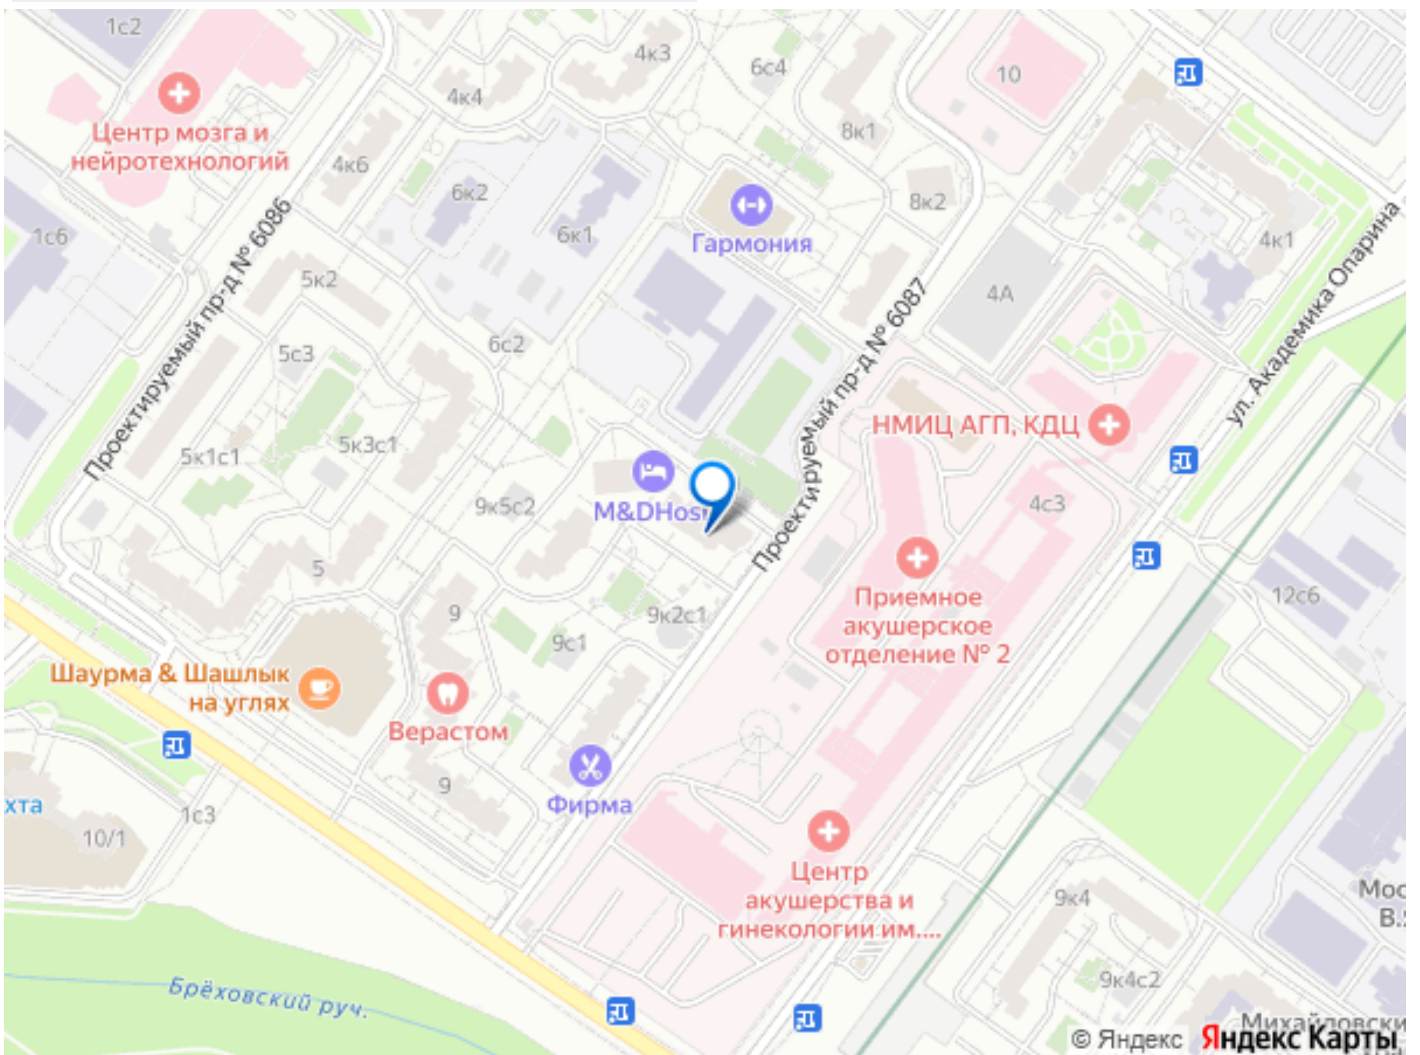 1с2
4к3
6с4
10
4к4
Центр мозга и
нейротехнологий
8к1
4к6
6к2
8к2
Гармония
1с6
6к1
4к1
Проектируемый пр-д № 6086
5к2
4А
ул. Академика Опарина
Проектируемый пр-д № 6087
6с2
5с3
НМИЦ АГП, КДЦ
5к3с1
5к1с1
9к5с2
M&DHos
4с3
5
Приемное
акушерское
отделение № 2
12с6
9
9к2с1
9с1
Шаурма & Шашлык
на углях
Верастом
9
Фирма
хта
1с3
10/1
Центр
акушерства и
гинекологии им....
9к4
Мос
В.
9к4с2
Брёховский руч.
Михайловски
© Яндекс Яндекс Карты